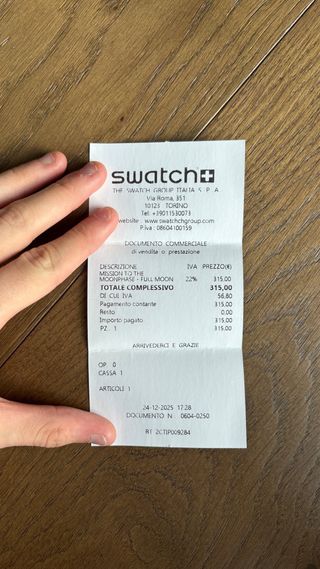 swatch
THE SWATCH GROUP ITALIA S.P.A.
Via Roma, 351
10123 TORINO
Tel: +39011530073
website : www.swatchgroup.com
P.iva : 08604100159
DOCUMENTO COMMERCIALE
di vendita o prestazione
DESCRIZIONE IVA PREZZO(€)
MISSION TO THE
MOONPHASE - FULL MOON 22% 315,00
TOTALE COMPLESSIVO 315,00
DI CUI IVA 56,80
Pagamento contante 315,00
Resto 0,00
Importo pagato 315,00
PZ. 1 315,00
ARRIVEDERCI E GRAZIE
OP. 0
CASSA 1
ARTICOLI 1
24-12-2025 17:28
DOCUMENTO N. 0604-0250
RT 2CTIP009284